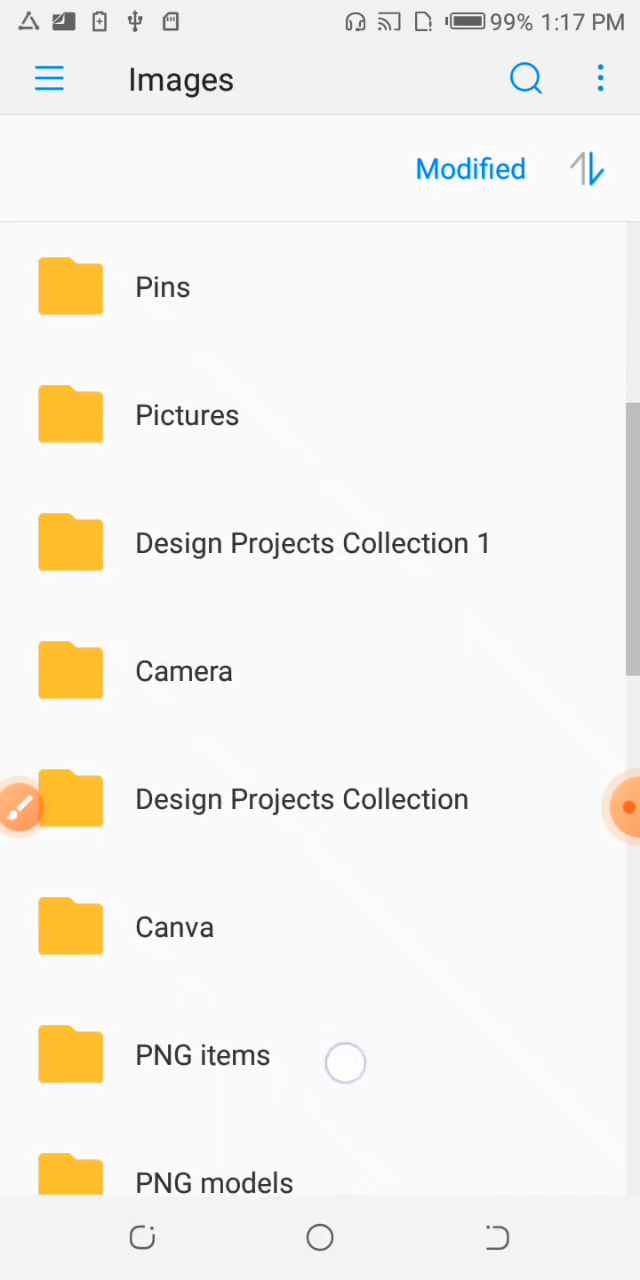 99% 1:17 PM
Images
Modified
Pins
Pictures
Design Projects Collection 1
Camera
Design Projects Collection
Canva
PNG items
PNG models